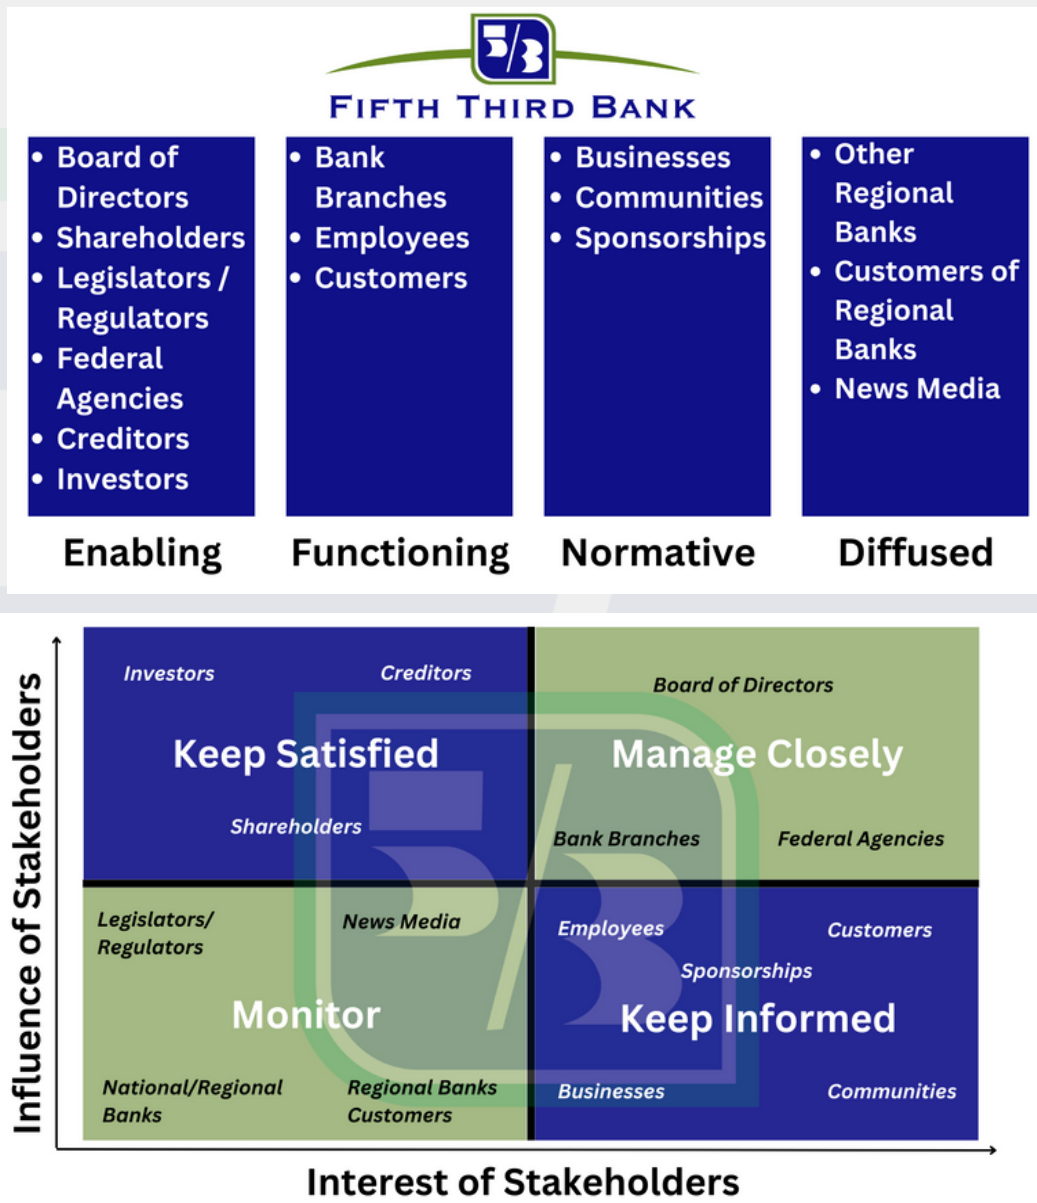 5/3
FIFTH THIRD BANK
• Board of
Directors
• Shareholders
• Legislators /
Regulators
• Federal
Agencies
• Creditors
• Investors
Enabling
• Bank
Branches
• Employees
• Customers
Functioning
• Businesses
• Communities
• Sponsorships
Normative
• Other
Regional
Banks
• Customers of
Regional
Banks
• News Media
Diffused
Influence of Stakeholders
Investors
Creditors
Keep Satisfied
Shareholders
Board of Directors
Manage Closely
Bank Branches
Federal Agencies
Legislators/
Regulators
News Media
Monitor
National/Regional
Banks
Regional Banks
Customers
Employees
Customers
Sponsorships
Keep Informed
Businesses
Communities
5/3
Interest of Stakeholders